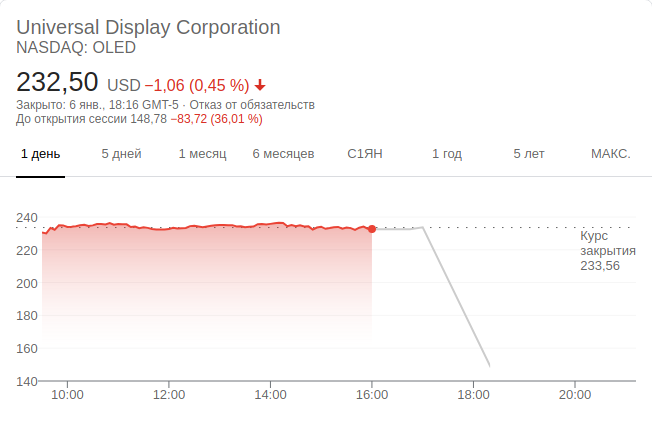 Universal Display Corporation
NASDAQ: OLED
232,50 USD −1,06 (0,45 %)
Закрыто: 6 янв., 18:16 GMT-5 · Отказ от обязательств
До открытия сессии 148,78 −83,72 (36,01 %)
1 день 5 дней 1 месяц 6 месяцев С1ЯН 1 год 5 лет МАКС.
240
Курс
220
закрытия
233,56
200
180
160
140
10:00 12:00 14:00 16:00 18:00 20:00